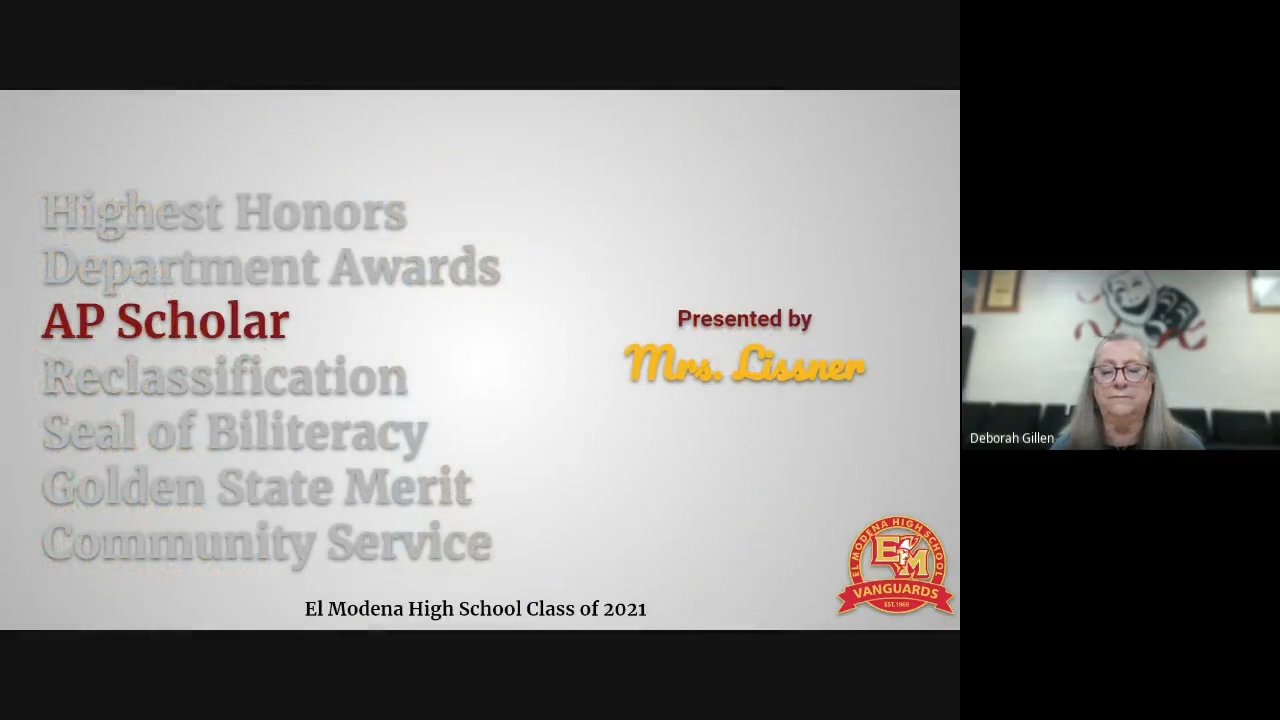 Highest Honors
Department Awards
AP Scholar
Reclassification
Seal of Biliteracy
Golden State Merit
Community Service
Presented by
Mrs. Lissner
El Modena High School Class of 2021
EL MODENA HIGH SCHOOL
EM
VANGUARDS
EST. 1966
Deborah Gillen